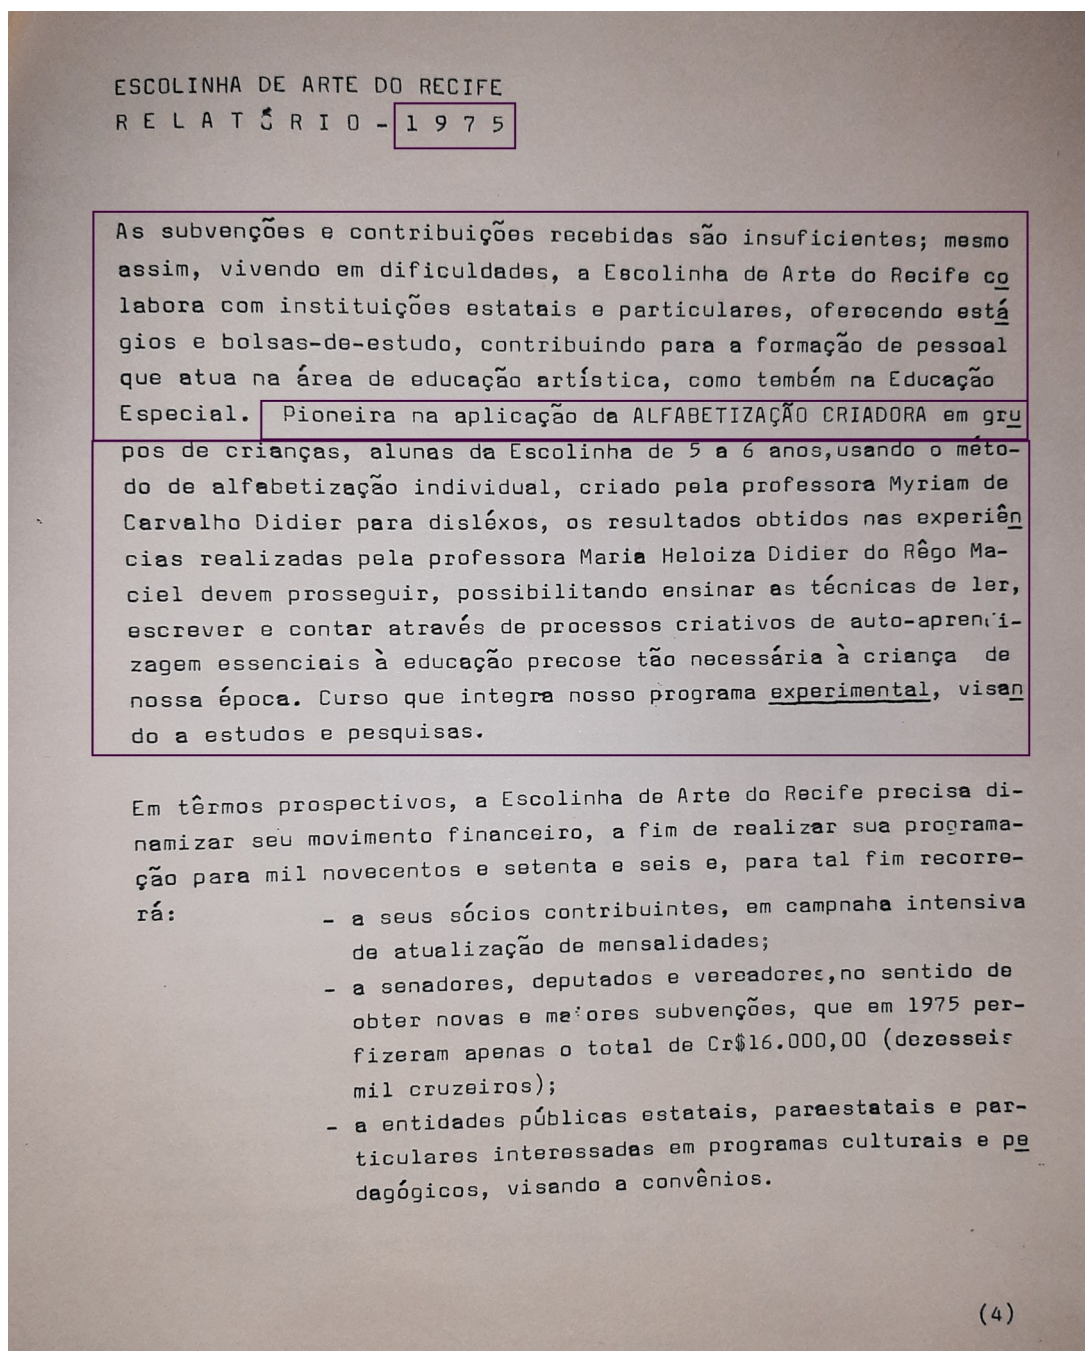 ESCOLINHA DE ARTE DO RECIFE
R E L A T Ó R I O - 1 9 7 5
As subvenções e contribuições recebidas são insuficientes; mesmo
assim, vivendo em dificuldades, a Escolinha de Arte do Recife co
labora com instituições estatais e particulares, oferecendo está
gios e bolsas-de-estudo, contribuindo para a formação de pessoal
que atua na área de educação artística, como tembém na Educação
Especial. Pioneira na aplicação da ALFABETIZAÇÃO CRIADORA em gru
pos de crianças, alunas da Escolinha de 5 a 6 anos,usando o méto-
do de alfabetização individual, criado pela professora Myriam de
Carvalho Didier para disléxos, os resultados obtidos nas experiên
cias realizadas pela professora Maria Heloiza Didier do Rêgo Ma-
ciel devem prosseguir, possibilitando ensinar as técnicas de ler,
escrever e contar através de processos criativos de auto-aprendi-
zagem essenciais à educação precose tão necessária à criança de
nossa época. Curso que integra nosso programa experimental, visan
do a estudos e pesquisas.
Em têrmos prospectivos, a Escolinha de Arte do Recife precisa di-
namizar seu movimento financeiro, a fim de realizar sua programa-
ção para mil novecentos e setenta e seis e, para tal fim recorre-
rá:
- a seus sócios contribuintes, em campnaha intensiva
de atualização de mensalidades;
- a senadores, deputados e vereadores,no sentido de
obter novas e maiores subvenções, que em 1975 per-
fizeram apenas o total de Cr$16.000,00 (dezesseis
mil cruzeiros);
- a entidades públicas estatais, paraestatais e par-
ticulares interessadas em programas culturais e pe
dagógicos, visando a convênios.
(4)